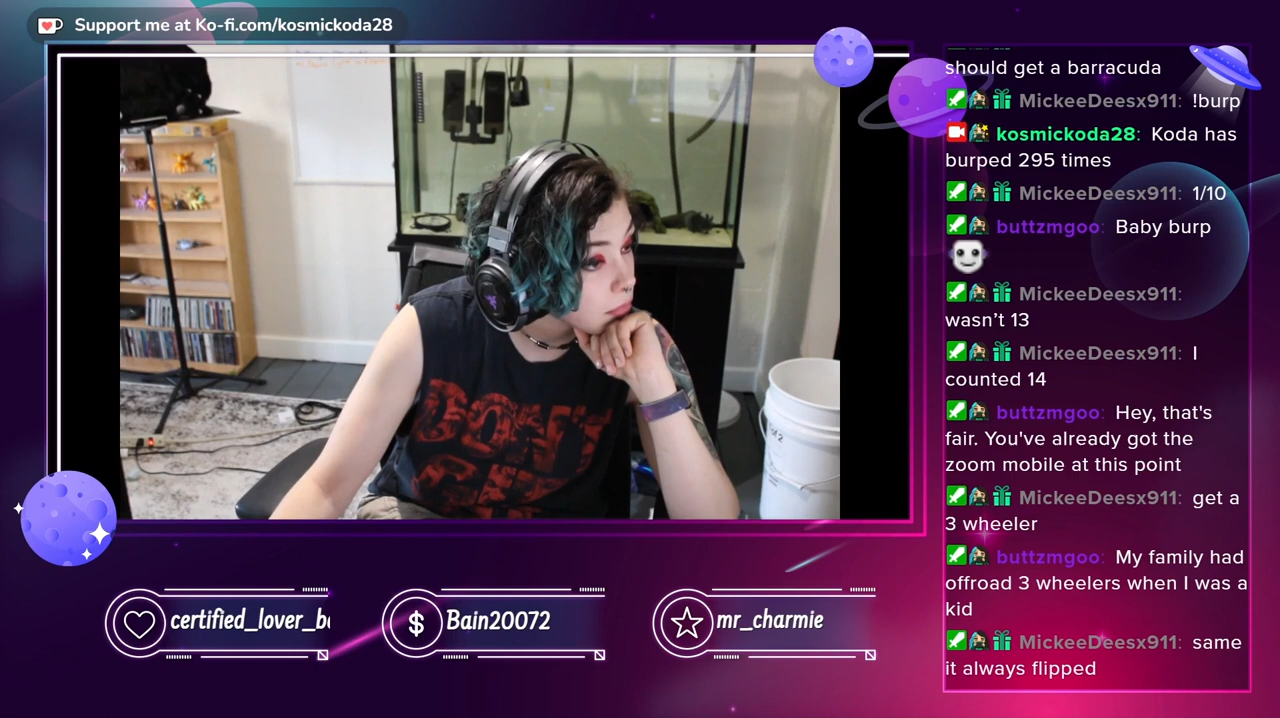 Support me at Ko-fi.com/kosmickoda28
should get a barracuda
MickeeDeesx911: !burp
kosmickoda28: Koda has
burped 295 times
MickeeDeesx911: 1/10
buttzmgoo: Baby burp
MickeeDeesx911:
wasn't 13
MickeeDeesx911: I
counted 14
buttzmgoo: Hey, that's
fair. You've already got the
zoom mobile at this point
MickeeDeesx911: get a
3 wheeler
buttzmgoo: My family had
offroad 3 wheelers when I was a
kid
MickeeDeesx911: same
it always flipped
DON'T
certified_lover_bo
$ Bain20072
mr_charmie